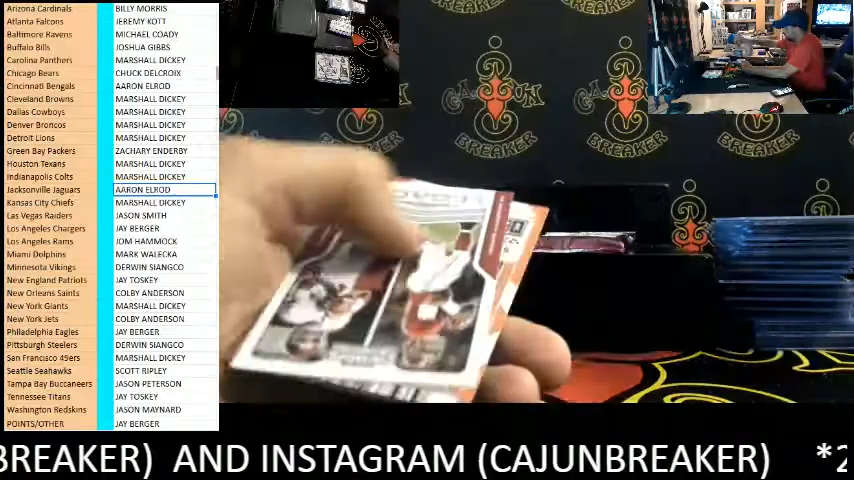 Arizona Cardinals BILLY MORRIS
Atlanta Falcons JEREMY KOTT
Baltimore Ravens MICHAEL COADY
Buffalo Bills JOSHUA GIBBS
Carolina Panthers MARSHALL DICKEY
Chicago Bears CHUCK DELCROIX
Cincinnati Bengals AARON ELROD
Cleveland Browns MARSHALL DICKEY
Dallas Cowboys MARSHALL DICKEY
Denver Broncos MARSHALL DICKEY
Detroit Lions MARSHALL DICKEY
Green Bay Packers ZACHARY ENDERBY
Houston Texans MARSHALL DICKEY
Indianapolis Colts MARSHALL DICKEY
Jacksonville Jaguars AARON ELROD
Kansas City Chiefs MARSHALL DICKEY
Las Vegas Raiders JASON SMITH
Los Angeles Chargers JAY BERGER
Los Angeles Rams JOM HAMMOCK
Miami Dolphins MARK WALECKA
Minnesota Vikings DERWIN SIANGCO
New England Patriots JAY TOSKEY
New Orleans Saints COLBY ANDERSON
New York Giants MARSHALL DICKEY
New York Jets COLBY ANDERSON
Philadelphia Eagles JAY BERGER
Pittsburgh Steelers DERWIN SIANGCO
San Francisco 49ers MARSHALL DICKEY
Seattle Seahawks SCOTT RIPLEY
Tampa Bay Buccaneers JASON PETERSON
Tennessee Titans JAY TOSKEY
Washington Redskins JASON MAYNARD
POINTS/OTHER JAY BERGER
CAJUN
BREAKER
BREAKER) AND INSTAGRAM (CAJUNBREAKER) *2